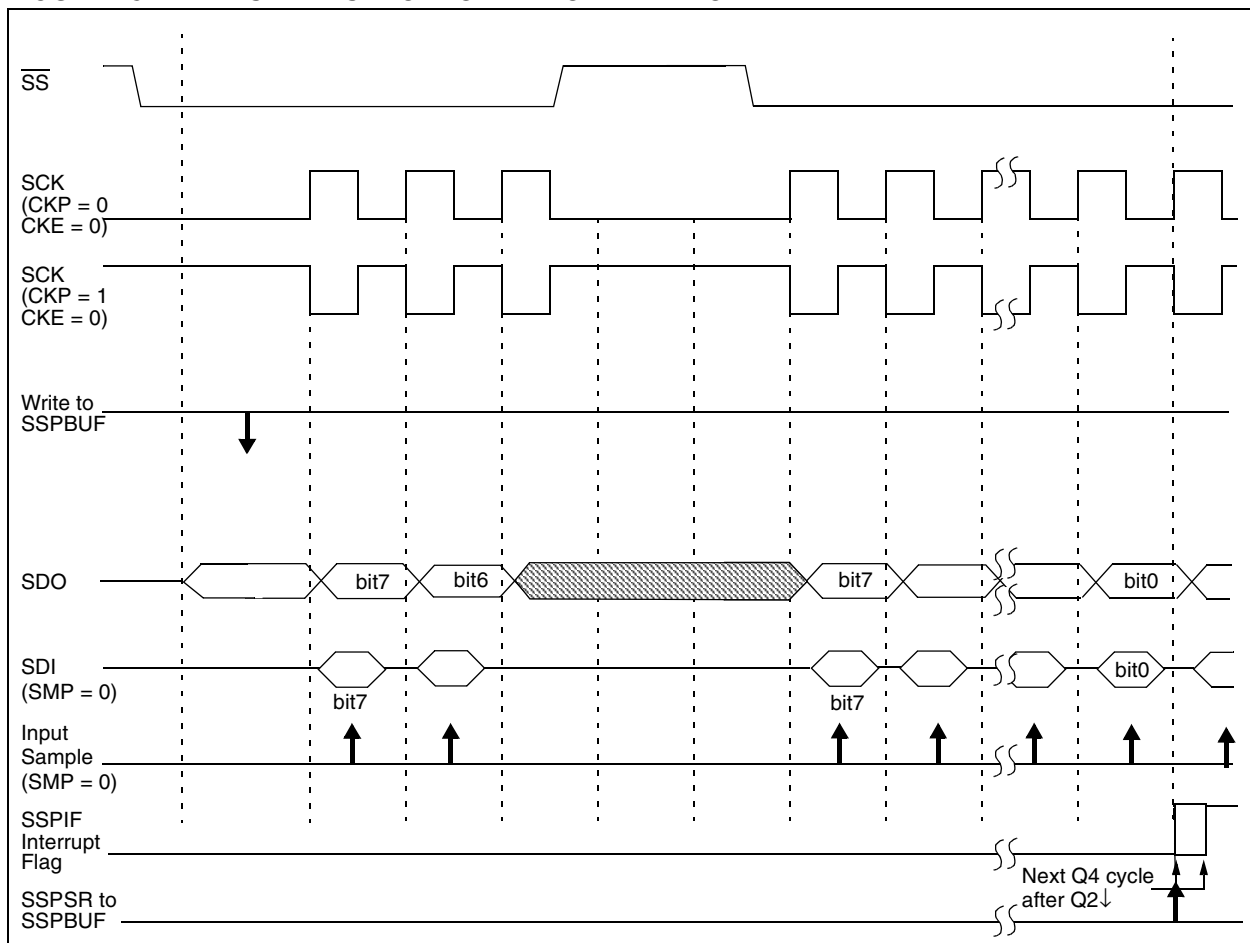 SS
SCK
(CKP = 0
CKE = 0)
SCK
(CKP = 1
CKE = 0)
Write to
SSPBUF
SDO
bit7
bit6
bit7
bit0
SDI
(SMP = 0)
bit7
bit7
bit0
Input
Sample
(SMP = 0)
SSPIF
Interrupt
Flag
Next Q4 cycle
after Q2↓
SSPSR to
SSPBUF